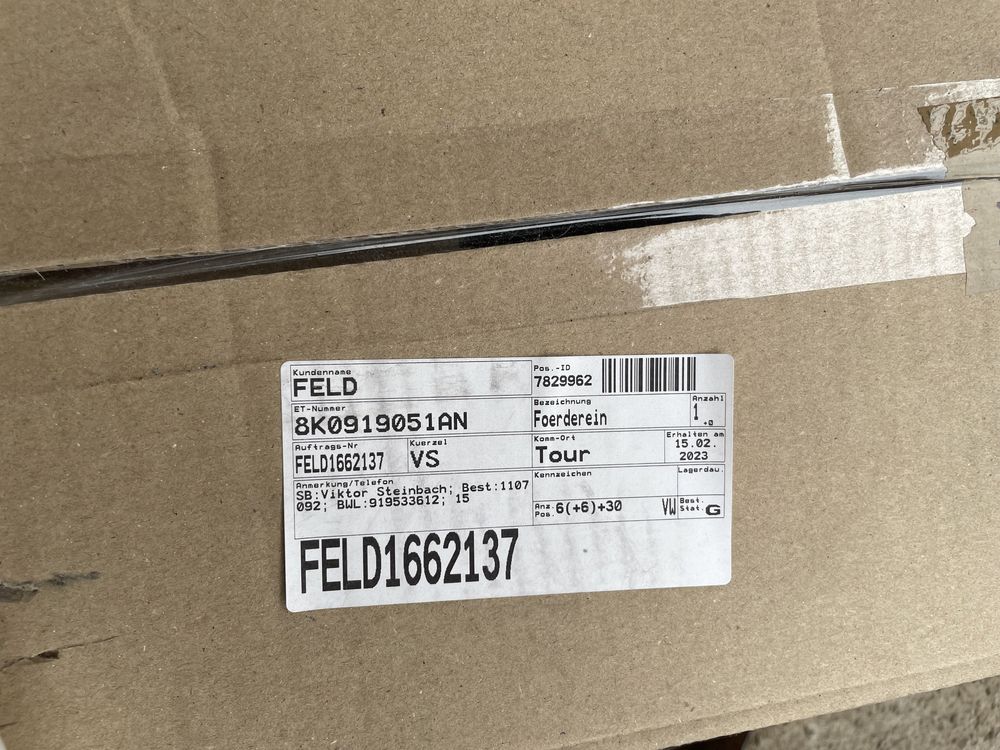 Kundenname
FELD
Pos.-ID
7829962
ET-Nummer
8K0919051AN
Bezeichnung
Foerderein
Anzahl
1
+0
Auftrags-Nr
FELD1662137
Kuerzel
VS
Komm-Ort
Tour
Erhalten am
15.02.
2023
Anmerkung/Telefon
SB:Viktor Steinbach; Best:1107
092; BWL:919533612; 15
Kennzeichen
Lagerdau.
Anz.
Pos.
6(+6)+30
VW
Best.
Stat.
G
FELD1662137